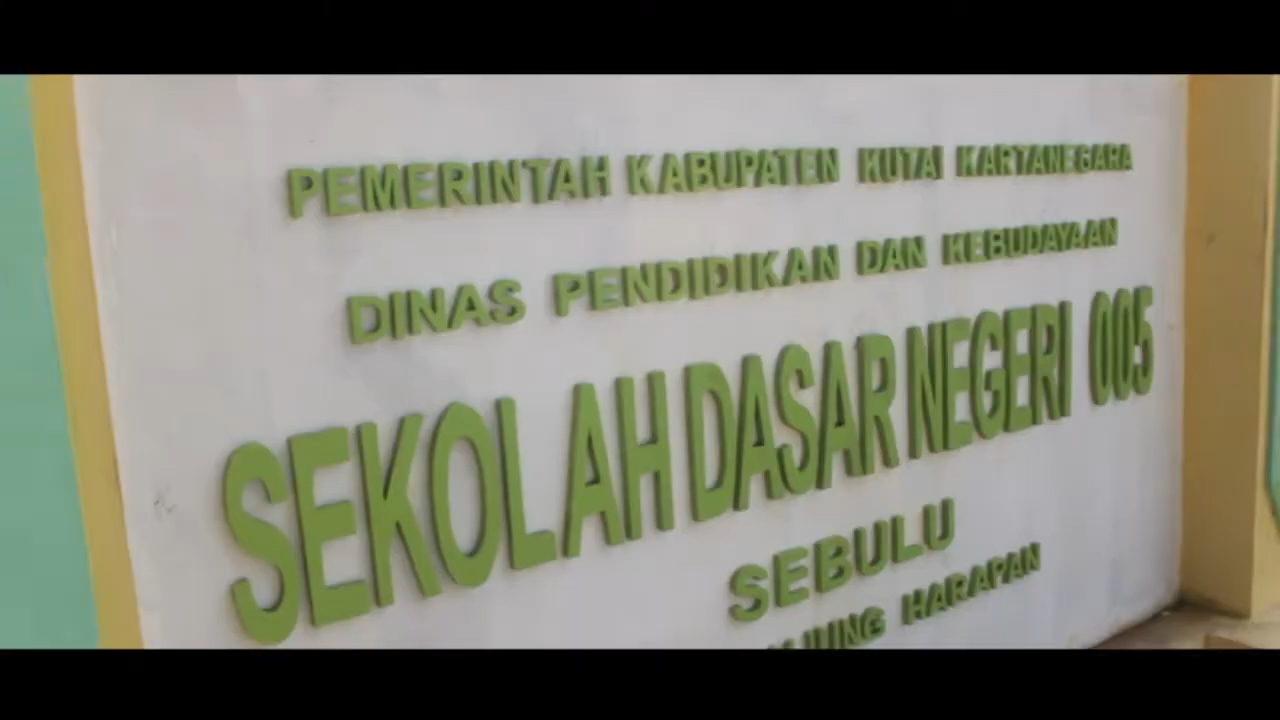 PEMERINTAH KABUPATEN KUTAI KARTANEGARA
DINAS PENDIDIKAN DAN KEBUDAYAAN
SEKOLAH DASAR NEGERI 005
SEBULU
HARAPAN